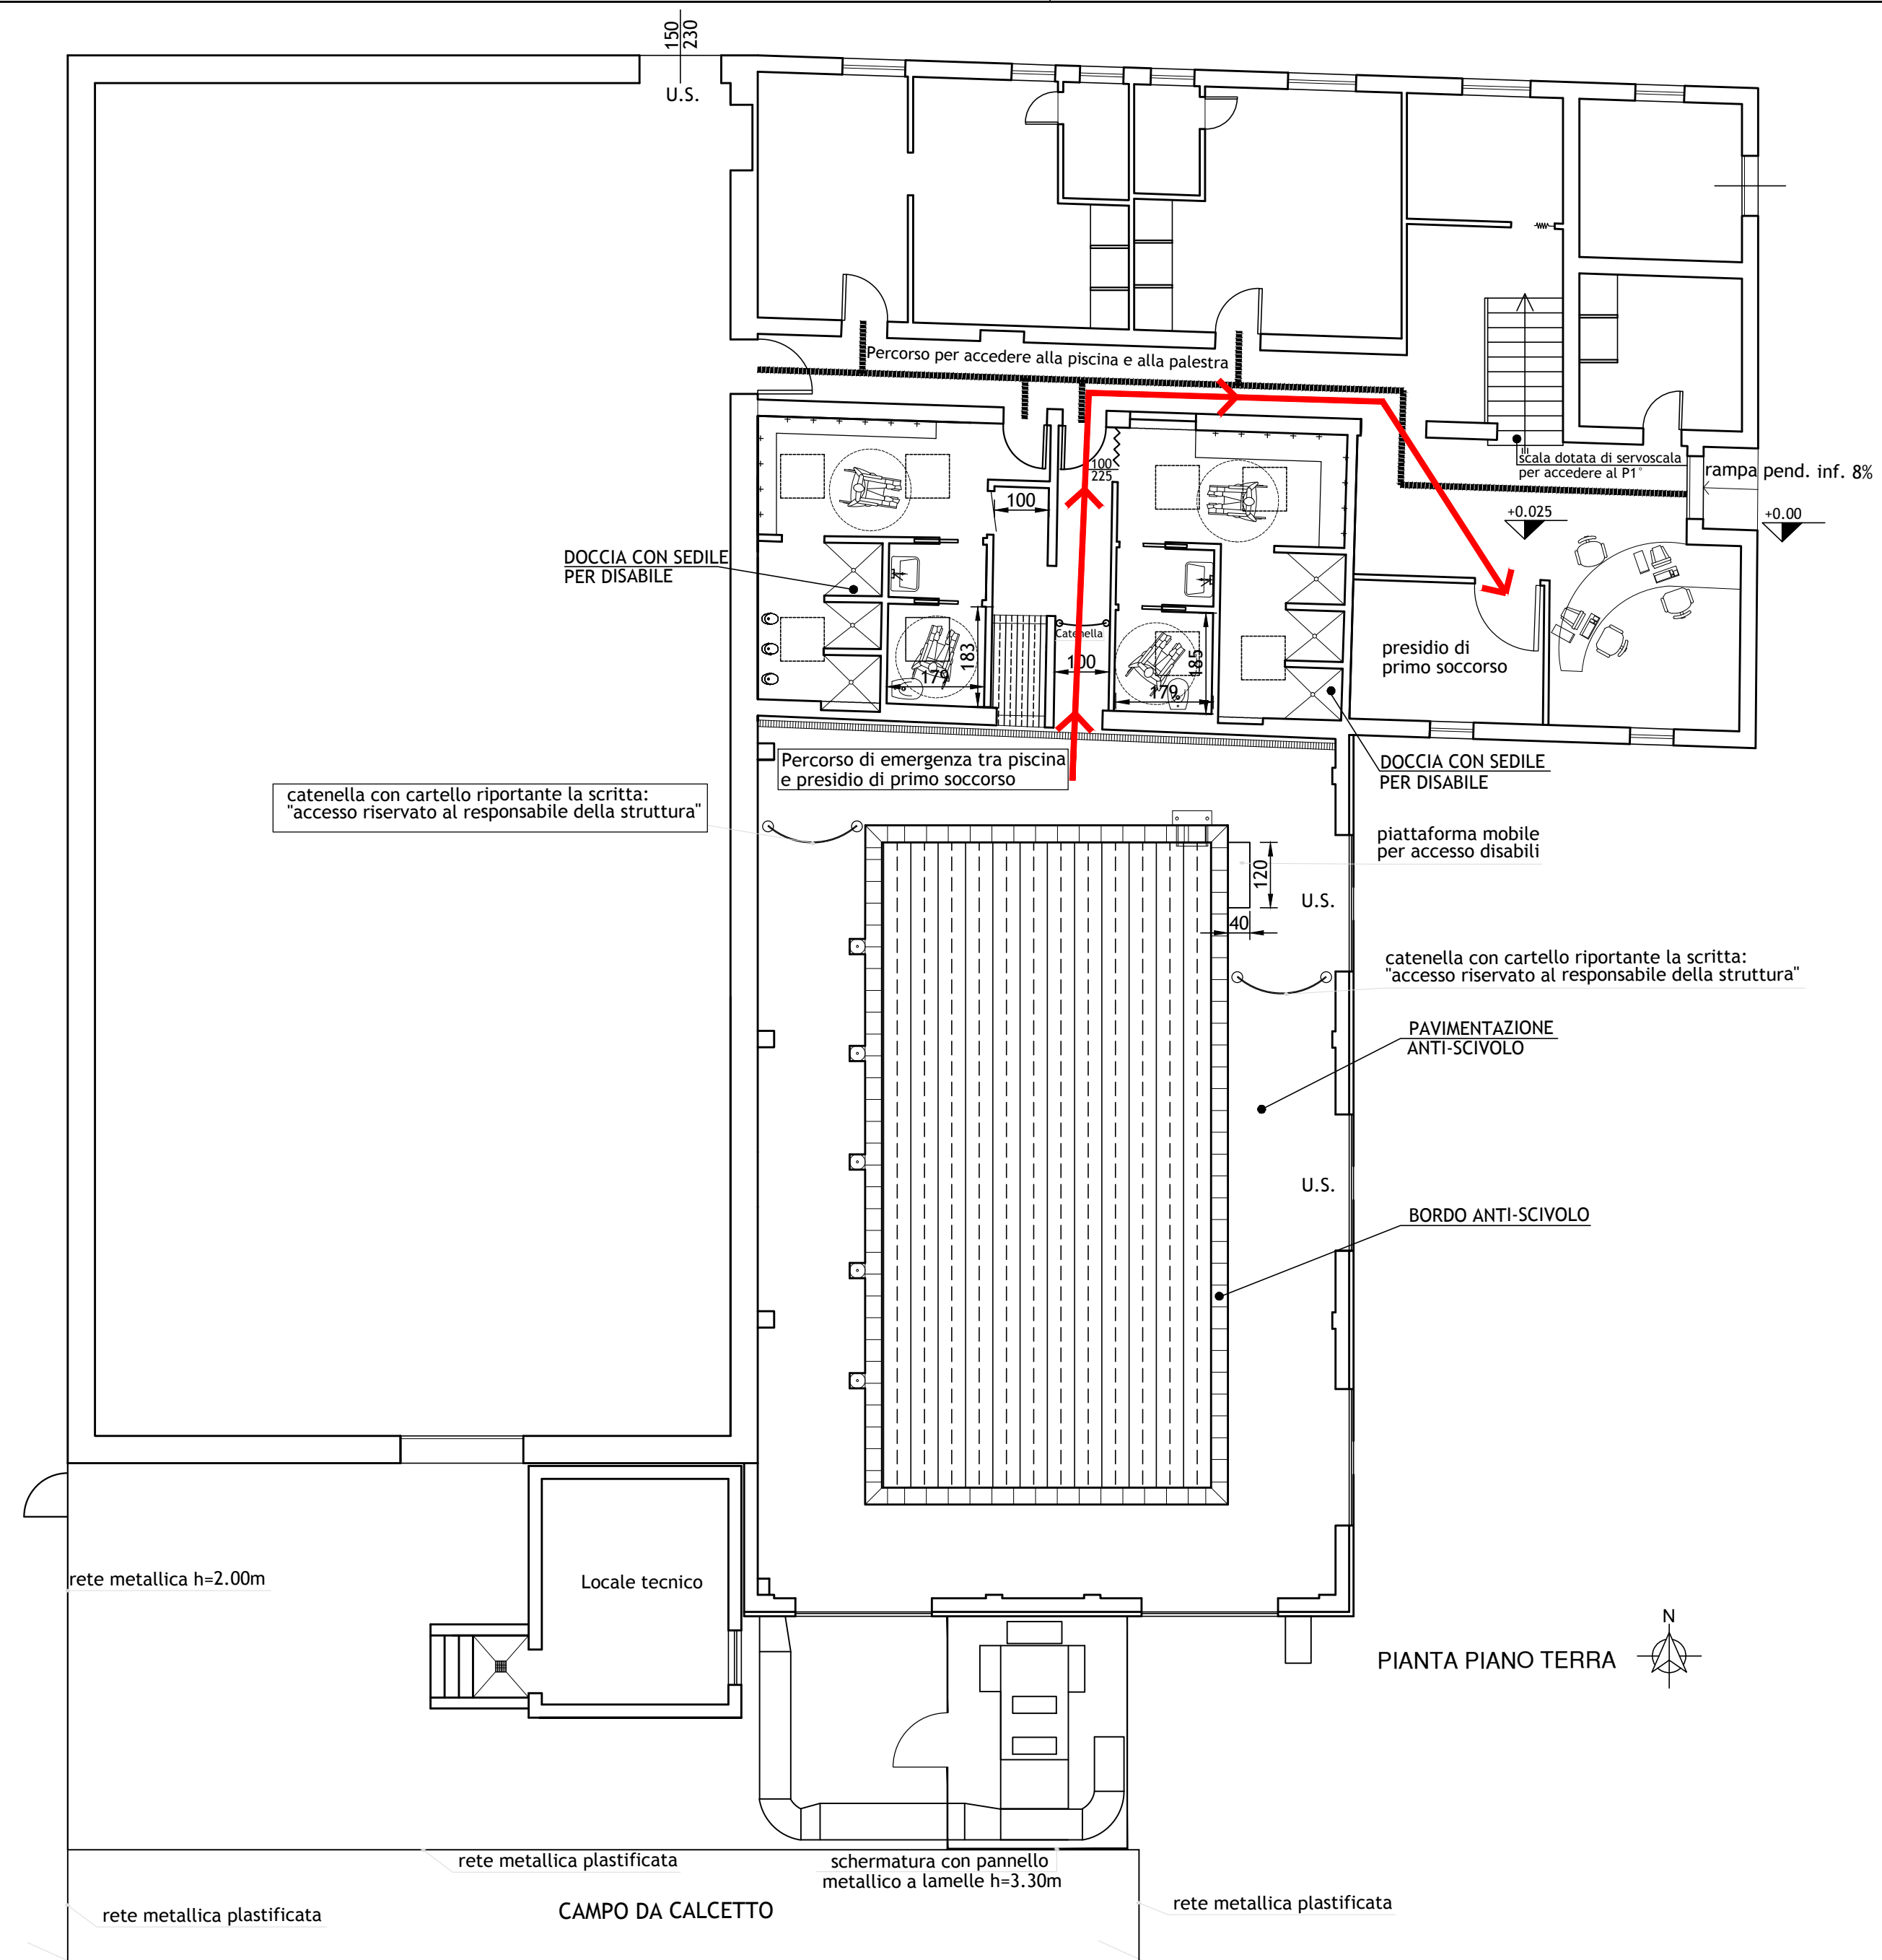 150
230
U.S.
Percorso per accedere alla piscina e alla palestra
scala dotata di servoscala
per accedere al P1°
rampa pend. inf. 8%
100
225
100
+0.025
+0.00
DOCCIA CON SEDILE
PER DISABILE
Catenella
183
179
100
185
179
presidio di
primo soccorso
Percorso di emergenza tra piscina
e presidio di primo soccorso
DOCCIA CON SEDILE
PER DISABILE
catenella con cartello riportante la scritta:
"accesso riservato al responsabile della struttura"
piattaforma mobile
per accesso disabili
120
40
U.S.
catenella con cartello riportante la scritta:
"accesso riservato al responsabile della struttura"
PAVIMENTAZIONE
ANTI-SCIVOLO
U.S.
BORDO ANTI-SCIVOLO
rete metallica h=2.00m
Locale tecnico
N
PIANTA PIANO TERRA
rete metallica plastificata
schermatura con pannello
metallico a lamelle h=3.30m
rete metallica plastificata
CAMPO DA CALCETTO
rete metallica plastificata